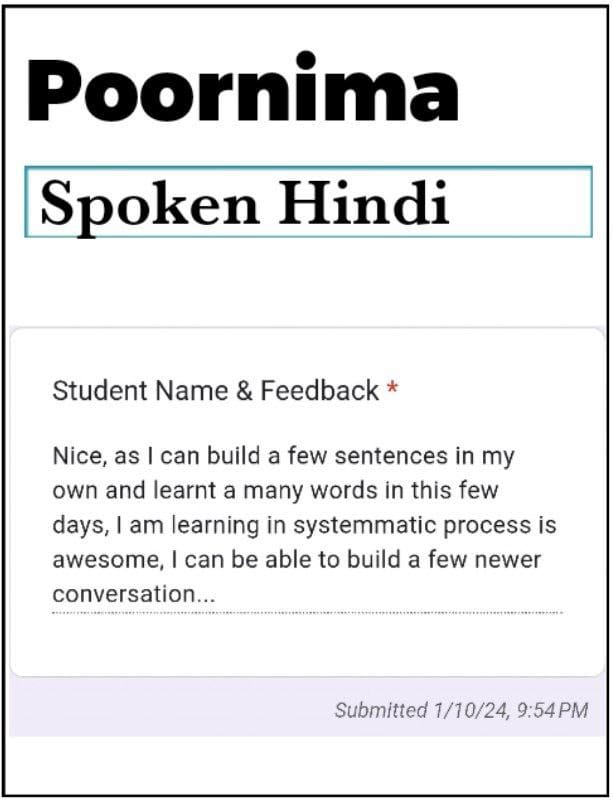 Poornima
Spoken Hindi
Student Name & Feedback *
Nice, as I can build a few sentences in my
own and learnt a many words in this few
days, I am learning in systemmatic process is
awesome, I can be able to build a few newer
conversation...
Submitted 1/10/24, 9:54 PM